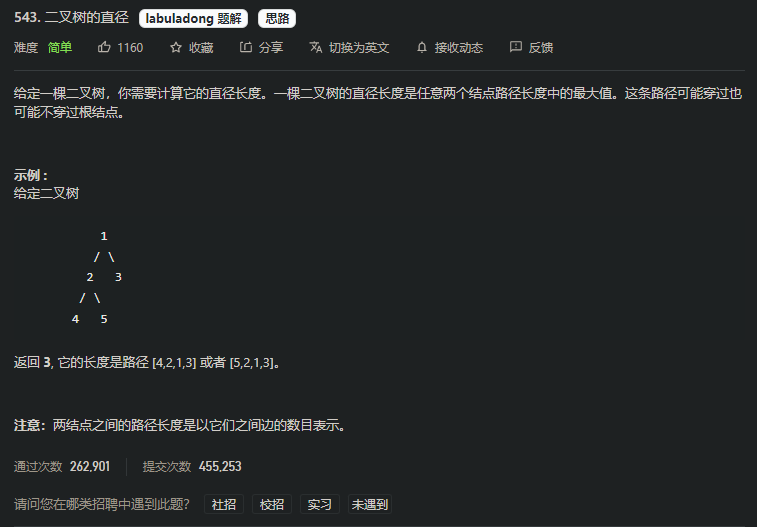 543. 二叉树的直径 labuladong 题解 思路
难度 简单 1160 收藏 分享 切换为英文 接收动态 反馈
给定一棵二叉树，你需要计算它的直径长度。一棵二叉树的直径长度是任意两个结点路径长度中的最大值。这条路径可能穿过也
可能不穿过根结点。
示例 :
给定二叉树
1
/ \
2 3
/ \
4 5
返回 3, 它的长度是路径 [4,2,1,3] 或者 [5,2,1,3]。
注意：两结点之间的路径长度是以它们之间边的数目表示。
通过次数 262,901 提交次数 455,253
请问您在哪类招聘中遇到此题？ 社招 校招 实习 未遇到